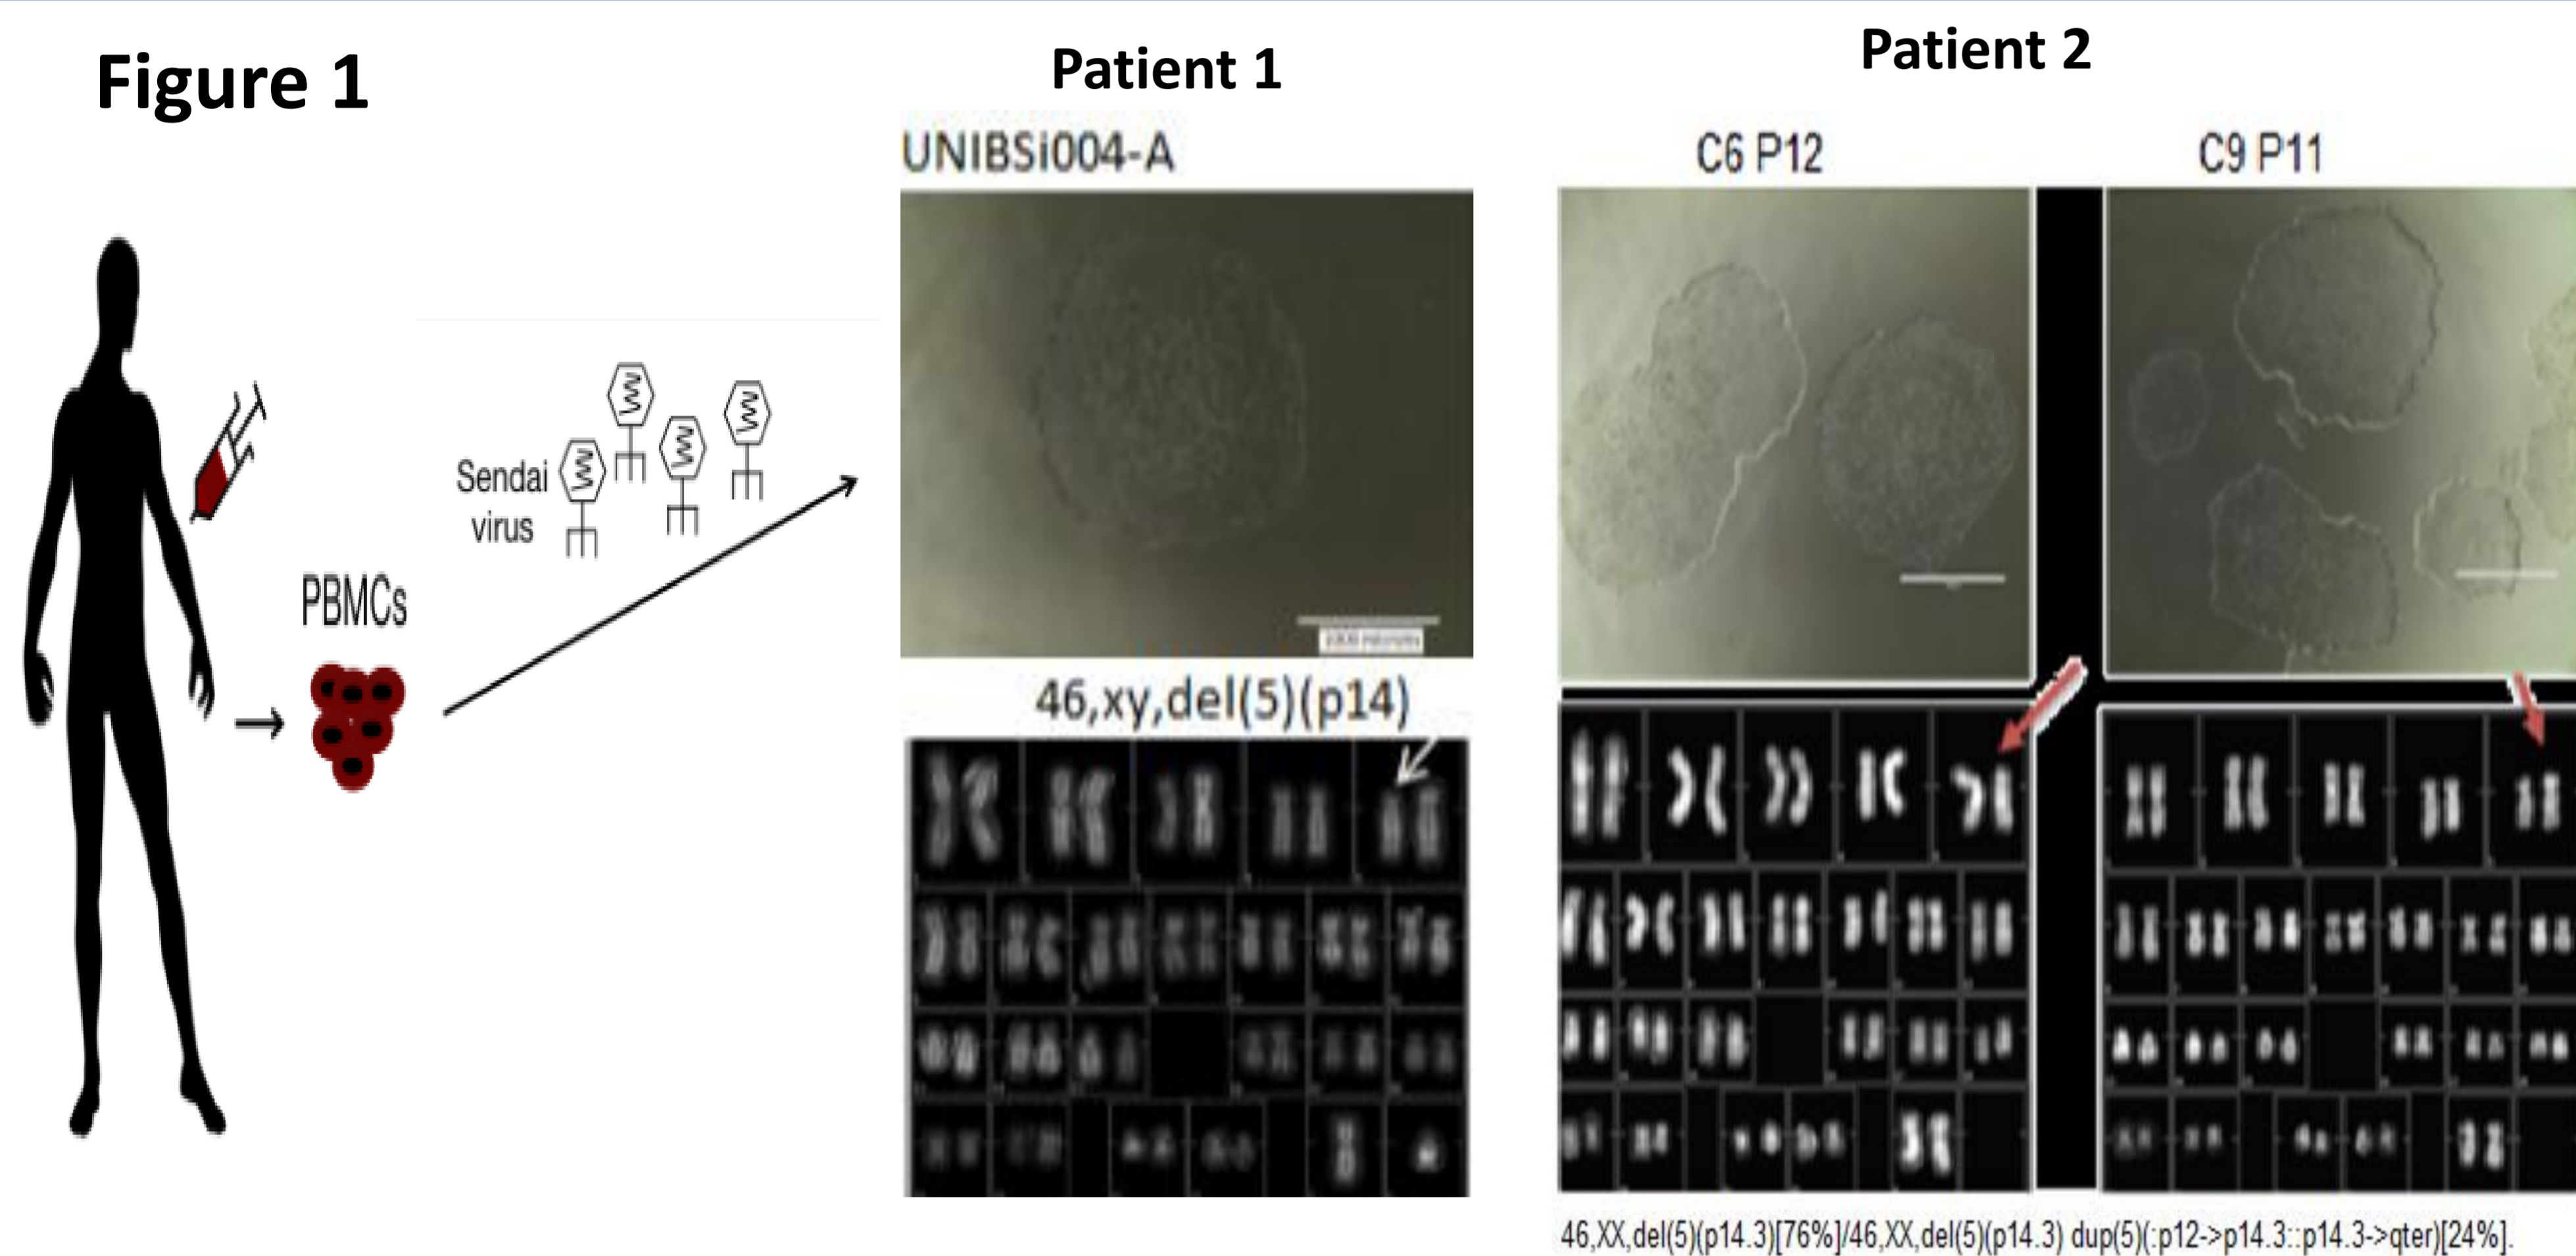 Figure 1
Patient 1
Patient 2
UNIBSi004-A
C6 P12
C9 P11
Sendai
virus
PBMCs
46,xy,del(5)(p14)
46,XX,del(5)(p14.3)[76%]/46,XX,del(5)(p14.3) dup(5)(:p12->p14.3::p14.3->qter)[24%].